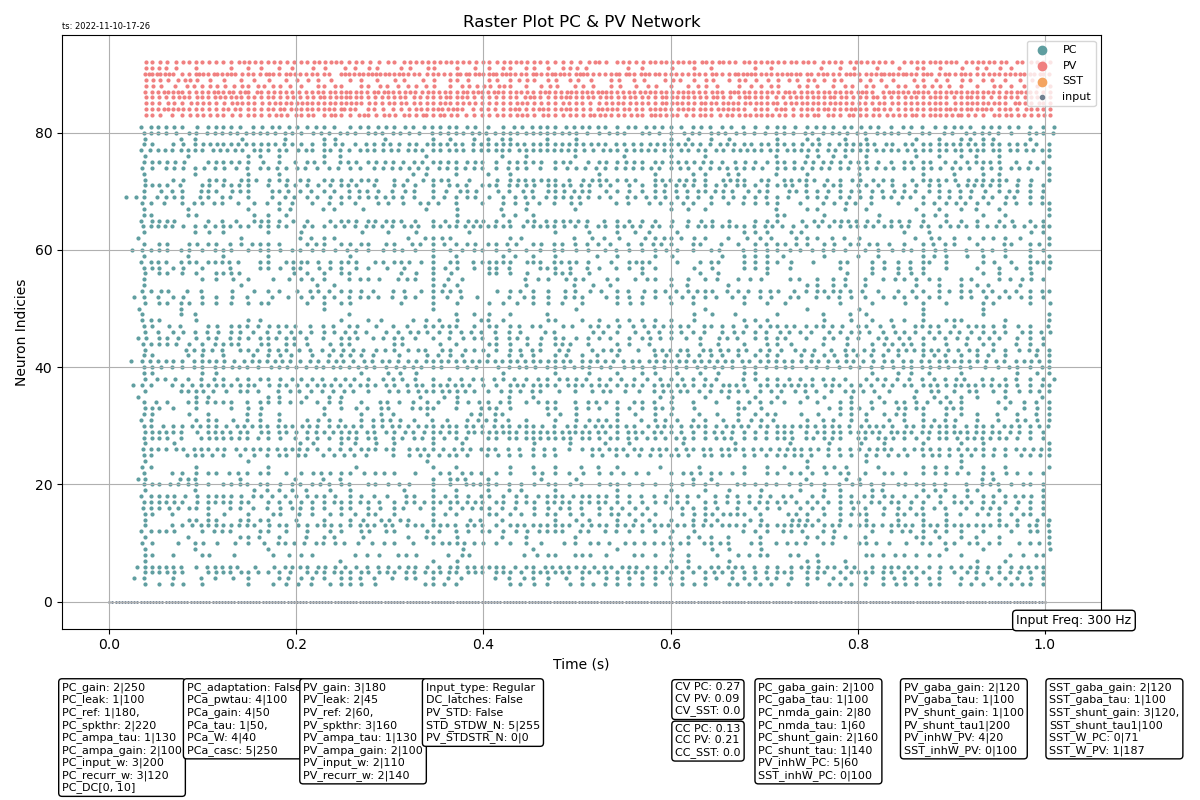 ts: 2022-11-10-17-26
Raster Plot PC & PV Network
PC
PV
SST
input
Neuron Indicies
80
60
40
20
0
0.0
0.2
0.4
0.6
0.8
1.0
Time (s)
Input Freq: 300 Hz
PC_gain: 2|250
PC_leak: 1|100
PC_ref: 1|180,
PC_spkthr: 2|220
PC_ampa_tau: 1|130
PC_ampa_gain: 2|100
PC_input_w: 3|200
PC_recurr_w: 3|120
PC_DC[0, 10]
PC_adaptation: False
PCa_pwtau: 4|100
PCa_gain: 4|50
PCa_tau: 1|50,
PCa_W: 4|40
PCa_casc: 5|250
PV_gain: 3|180
PV_leak: 2|45
PV_ref: 2|60,
PV_spkthr: 3|160
PV_ampa_tau: 1|130
PV_ampa_gain: 2|100
PV_input_w: 2|110
PV_recurr_w: 2|140
Input_type: Regular
DC_latches: False
PV_STD: False
STD_STDW_N: 5|255
PV_STDSTR_N: 0|0
CV PC: 0.27
CV PV: 0.09
CV_SST: 0.0
CC PC: 0.13
CC PV: 0.21
CC_SST: 0.0
PC_gaba_gain: 2|100
PC_gaba_tau: 1|100
PC_nmda_gain: 2|80
PC_nmda_tau: 1|60
PC_shunt_gain: 2|160
PC_shunt_tau: 1|140
PV_inhW_PC: 5|60
SST_inhW_PC: 0|100
PV_gaba_gain: 2|120
PV_gaba_tau: 1|100
PV_shunt_gain: 1|100
PV_shunt_tau1|200
PV_inhW_PV: 4|20
SST_inhW_PV: 0|100
SST_gaba_gain: 2|120
SST_gaba_tau: 1|100
SST_shunt_gain: 3|120,
SST_shunt_tau1|100
SST_W_PC: 0|71
SST_W_PV: 1|187